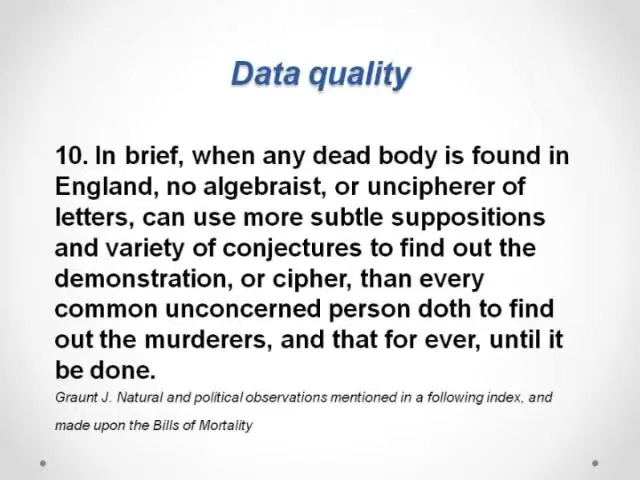 Data quality
10. In brief, when any dead body is found in
England, no algebraist, or uncipherer of
letters, can use more subtle suppositions
and variety of conjectures to find out the
demonstration, or cipher, than every
common unconcerned person doth to find
out the murderers, and that for ever, until it
be done.
Graunt J. Natural and political observations mentioned in a following index, and
made upon the Bills of Mortality